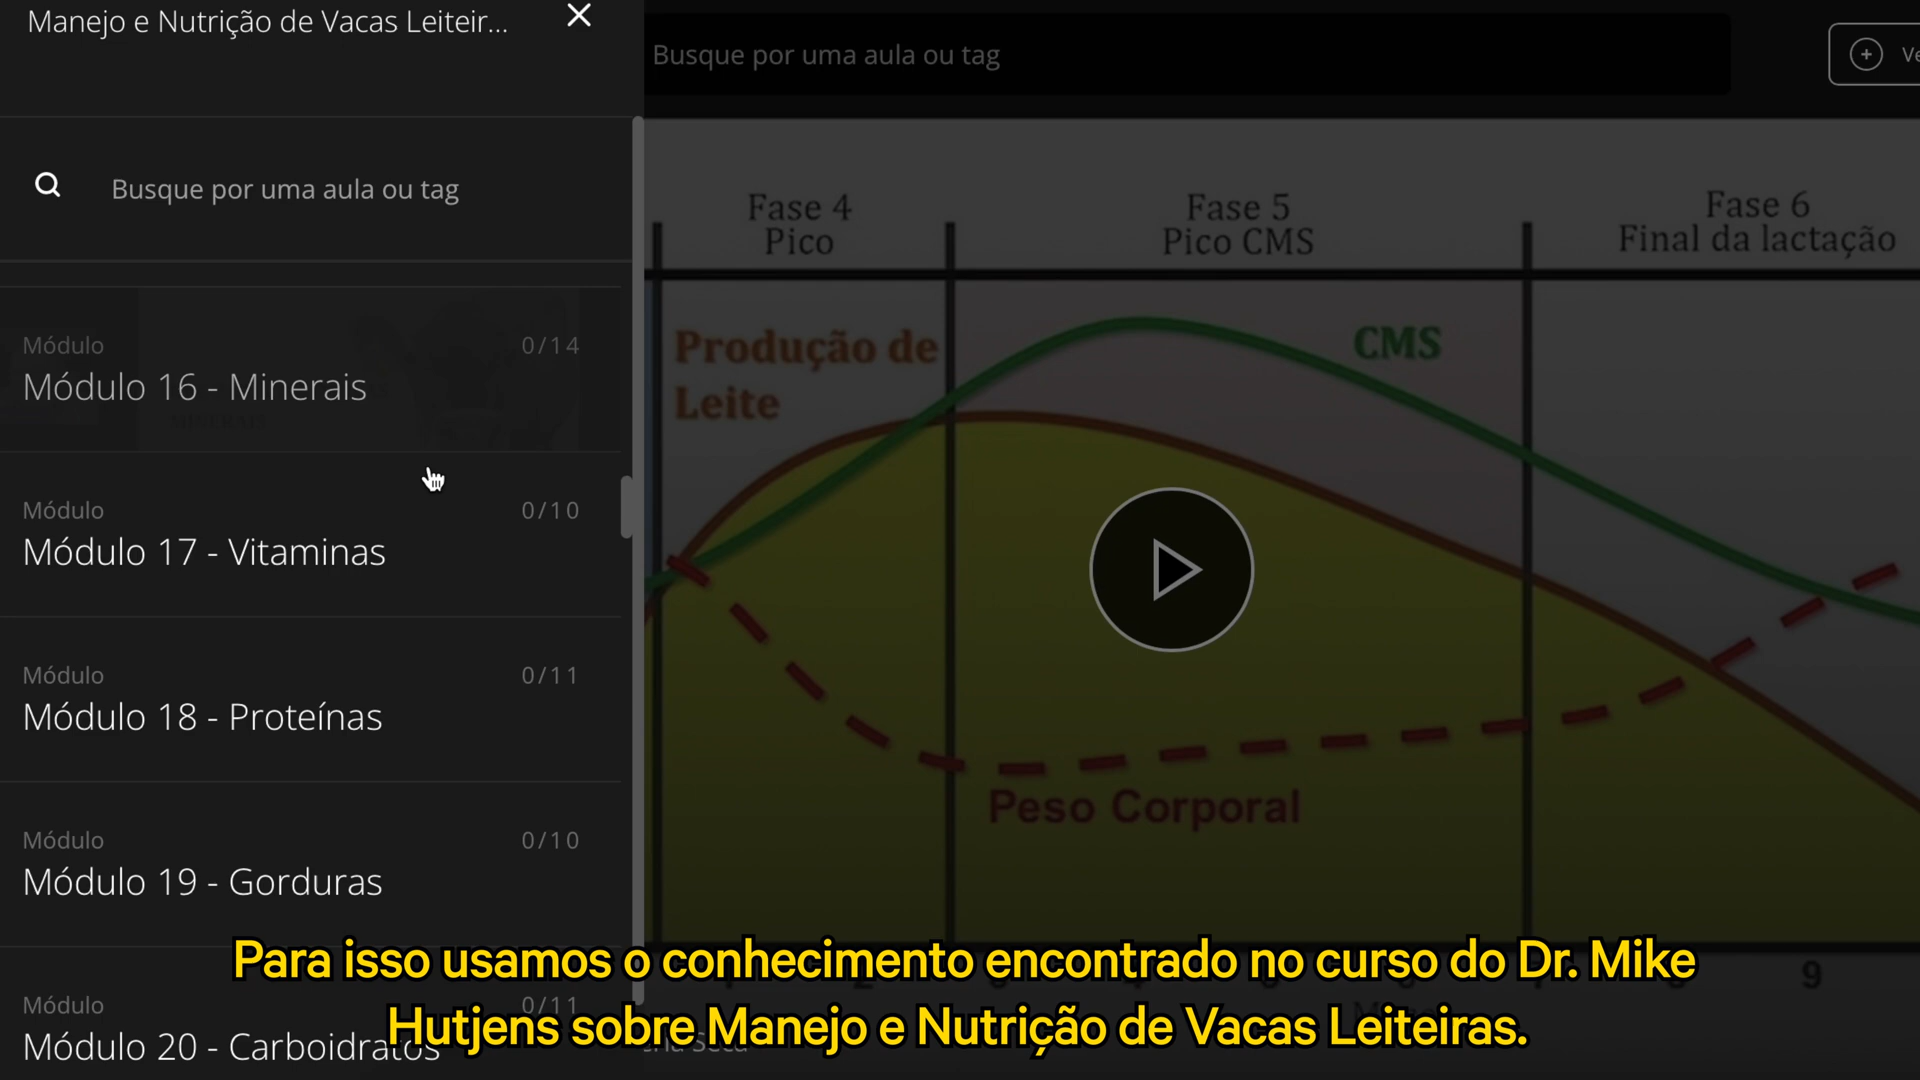 Manejo e Nutrição de Vacas Leiteir...
Busque por uma aula ou tag
Busque por uma aula ou tag
Módulo 0/14
Módulo 16 - Minerais
MINERAIS
Módulo 0/10
Módulo 17 - Vitaminas
Módulo 0/11
Módulo 18 - Proteínas
Módulo 0/10
Módulo 19 - Gorduras
Módulo 0/11
Módulo 20 - Carboidratos
Fase 4
Pico
Fase 5
Pico CMS
Fase 6
Final da lactação
Produção de
Leite
CMS
Peso Corporal
9
Para isso usamos o conhecimento encontrado no curso do Dr. Mike
Hutjens sobre Manejo e Nutrição de Vacas Leiteiras.